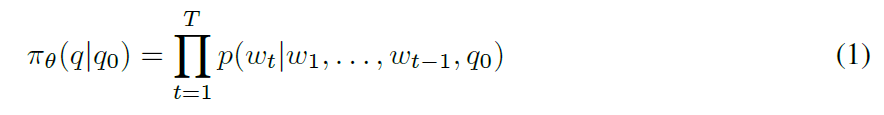 π_θ(q|q_0) = ∏_{t=1}^{T} p(w_t|w_1, . . . , w_{t−1}, q_0) (1)